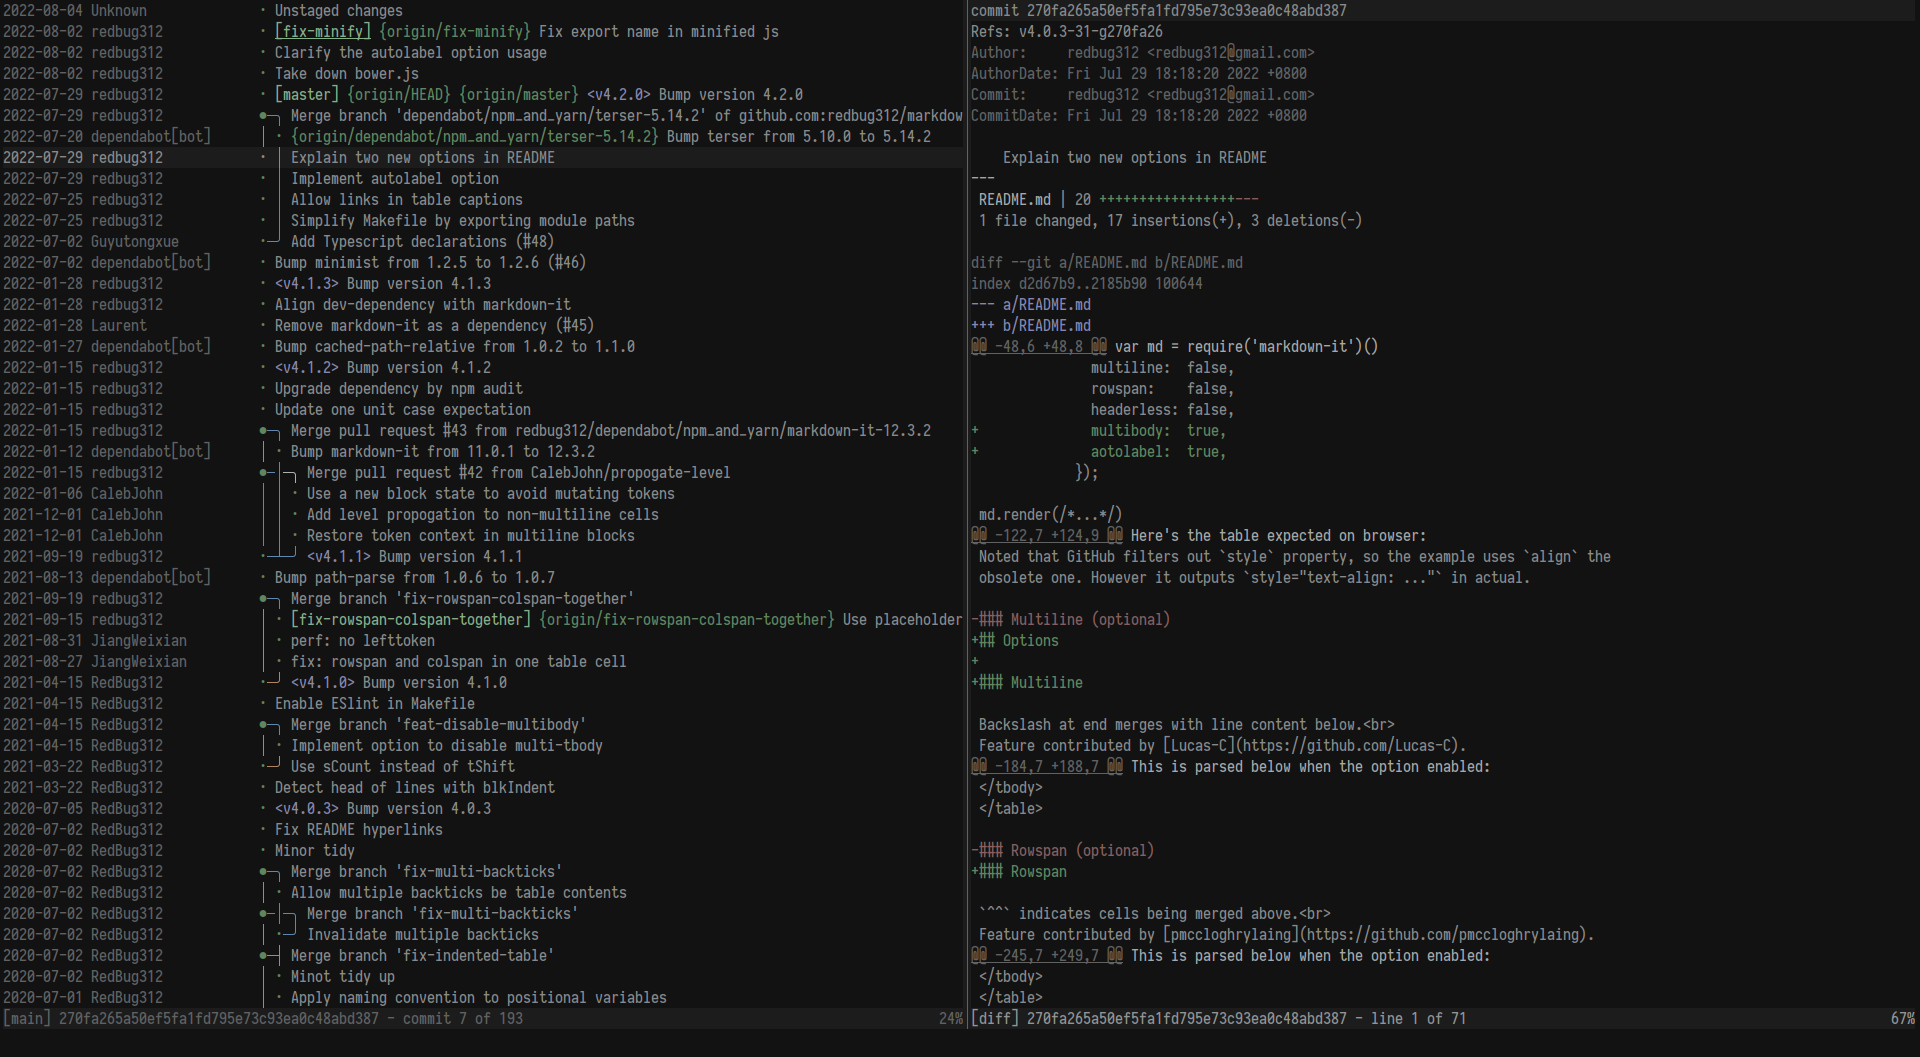 2022-08-04 Unknown · Unstaged changes
2022-08-02 redbug312 · [fix-minify] {origin/fix-minify} Fix export name in minified js
2022-08-02 redbug312 · Clarify the autolabel option usage
2022-08-02 redbug312 · Take down bower.js
2022-07-29 redbug312 · [master] {origin/HEAD} {origin/master} <v4.2.0> Bump version 4.2.0
2022-07-29 redbug312 Merge branch 'dependabot/npm_and_yarn/terser-5.14.2' of github.com:redbug312/markdow
2022-07-20 dependabot[bot] · {origin/dependabot/npm_and_yarn/terser-5.14.2} Bump terser from 5.10.0 to 5.14.2
2022-07-29 redbug312 · Explain two new options in README
2022-07-29 redbug312 · Implement autolabel option
2022-07-25 redbug312 · Allow links in table captions
2022-07-25 redbug312 · Simplify Makefile by exporting module paths
2022-07-02 Guyutongxue · Add Typescript declarations (#48)
2022-07-02 dependabot[bot] · Bump minimist from 1.2.5 to 1.2.6 (#46)
2022-01-28 redbug312 · <v4.1.3> Bump version 4.1.3
2022-01-28 redbug312 · Align dev-dependency with markdown-it
2022-01-28 Laurent · Remove markdown-it as a dependency (#45)
2022-01-27 dependabot[bot] · Bump cached-path-relative from 1.0.2 to 1.1.0
2022-01-15 redbug312 · <v4.1.2> Bump version 4.1.2
2022-01-15 redbug312 · Upgrade dependency by npm audit
2022-01-15 redbug312 · Update one unit case expectation
2022-01-15 redbug312 Merge pull request #43 from redbug312/dependabot/npm_and_yarn/markdown-it-12.3.2
2022-01-12 dependabot[bot] · Bump markdown-it from 11.0.1 to 12.3.2
2022-01-15 redbug312 Merge pull request #42 from CalebJohn/propogate-level
2022-01-06 CalebJohn · Use a new block state to avoid mutating tokens
2021-12-01 CalebJohn · Add level propogation to non-multiline cells
2021-12-01 CalebJohn · Restore token context in multiline blocks
2021-09-19 redbug312 · <v4.1.1> Bump version 4.1.1
2021-08-13 dependabot[bot] · Bump path-parse from 1.0.6 to 1.0.7
2021-09-19 redbug312 Merge branch 'fix-rowspan-colspan-together'
2021-09-15 redbug312 · [fix-rowspan-colspan-together] {origin/fix-rowspan-colspan-together} Use placeholder
2021-08-31 JiangWeixian · perf: no lefttoken
2021-08-27 JiangWeixian · fix: rowspan and colspan in one table cell
2021-04-15 RedBug312 · <v4.1.0> Bump version 4.1.0
2021-04-15 RedBug312 · Enable ESlint in Makefile
2021-04-15 RedBug312 Merge branch 'feat-disable-multibody'
2021-04-15 RedBug312 · Implement option to disable multi-tbody
2021-03-22 RedBug312 · Use sCount instead of tShift
2021-03-22 RedBug312 · Detect head of lines with blkIndent
2020-07-05 RedBug312 · <v4.0.3> Bump version 4.0.3
2020-07-02 RedBug312 · Fix README hyperlinks
2020-07-02 RedBug312 · Minor tidy
2020-07-02 RedBug312 Merge branch 'fix-multi-backticks'
2020-07-02 RedBug312 · Allow multiple backticks be table contents
2020-07-02 RedBug312 Merge branch 'fix-multi-backticks'
2020-07-02 RedBug312 · Invalidate multiple backticks
2020-07-02 RedBug312 Merge branch 'fix-indented-table'
2020-07-02 RedBug312 · Minot tidy up
2020-07-01 RedBug312 · Apply naming convention to positional variables
[main] 270fa265a50ef5fa1fd795e73c93ea0c48abd387 - commit 7 of 193 24%
commit 270fa265a50ef5fa1fd795e73c93ea0c48abd387
Refs: v4.0.3-31-g270fa26
Author: redbug312 <redbug312@gmail.com>
AuthorDate: Fri Jul 29 18:18:20 2022 +0800
Commit: redbug312 <redbug312@gmail.com>
CommitDate: Fri Jul 29 18:18:20 2022 +0800
Explain two new options in README
---
README.md | 20 +++++++++++++++++---
1 file changed, 17 insertions(+), 3 deletions(-)
diff --git a/README.md b/README.md
index d2d67b9..2185b90 100644
--- a/README.md
+++ b/README.md
@@ -48,6 +48,8 @@ var md = require('markdown-it')()
multiline: false,
rowspan: false,
headerless: false,
+ multibody: true,
+ aotolabel: true,
});
md.render(/*...*/)
@@ -122,7 +124,9 @@ Here's the table expected on browser:
Noted that GitHub filters out `style` property, so the example uses `align` the
obsolete one. However it outputs `style="text-align: ..."` in actual.
-### Multiline (optional)
+## Options
+
+### Multiline
Backslash at end merges with line content below.<br>
Feature contributed by [Lucas-C](https://github.com/Lucas-C).
@@ -184,7 +188,7 @@ This is parsed below when the option enabled:
</tbody>
</table>
-### Rowspan (optional)
+### Rowspan
`^^` indicates cells being merged above.<br>
Feature contributed by [pmccloghrylaing](https://github.com/pmccloghrylaing).
@@ -245,7 +249,7 @@ This is parsed below when the option enabled:
</tbody>
</table>
[diff] 270fa265a50ef5fa1fd795e73c93ea0c48abd387 - line 1 of 71 67%